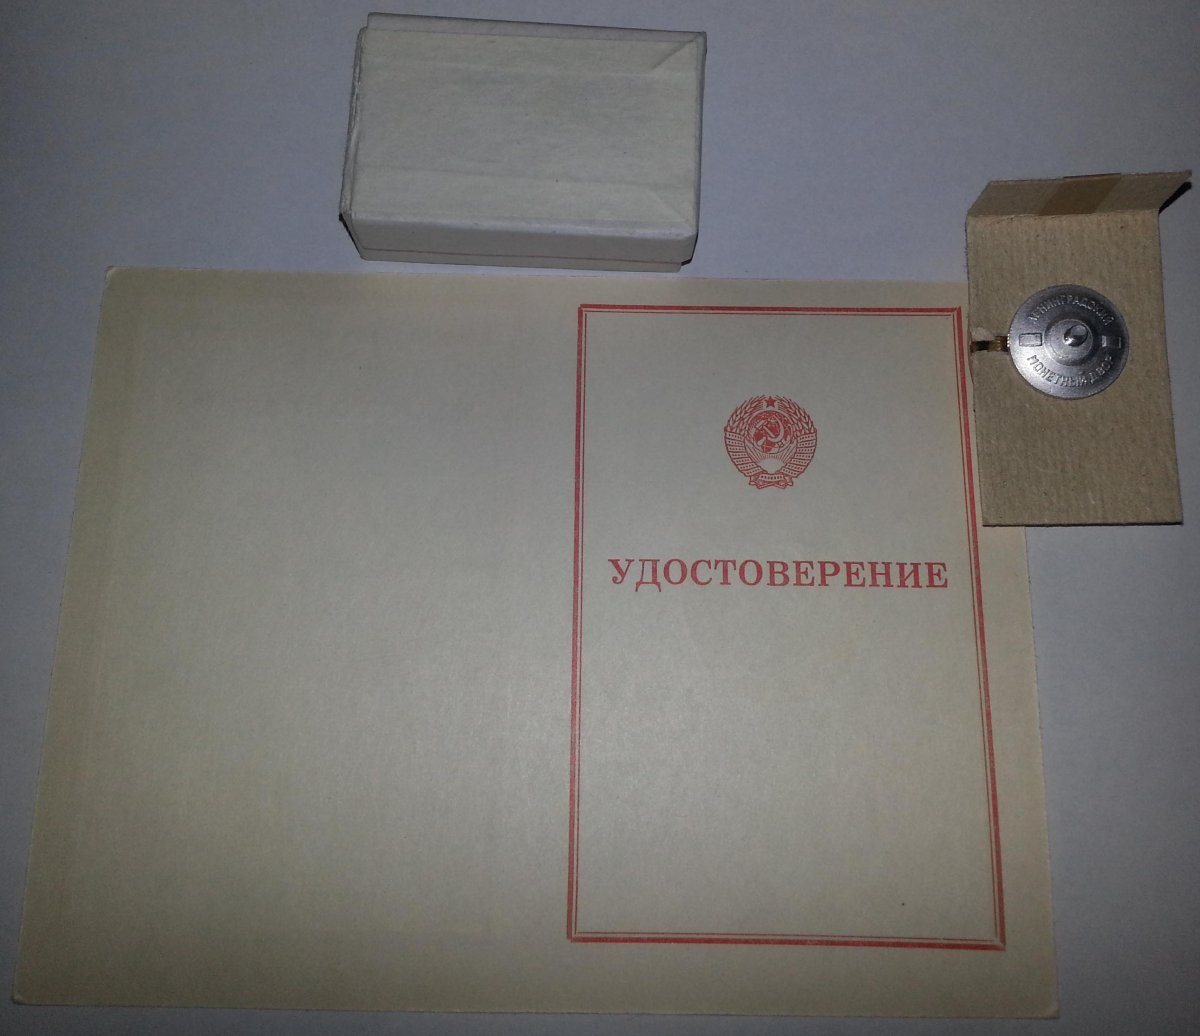 ЛЕНИНГРАДСКИЙ
МОНЕТНЫЙ ДВОР
УДОСТОВЕРЕНИЕ